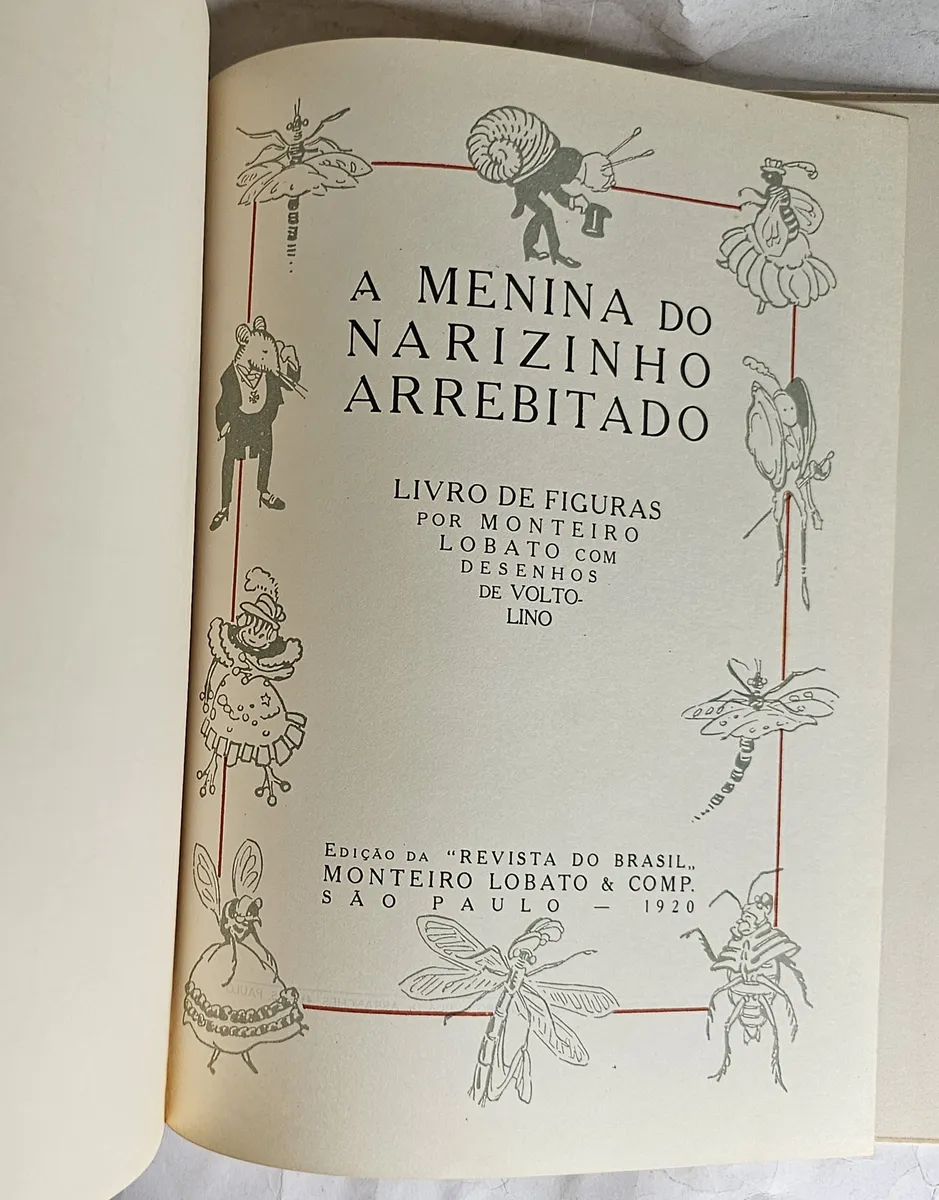 A MENINA DO
NARIZINHO
ARREBITADO
LIVRO DE FIGURAS
POR MONTEIRO
LOBATO COM
DESENHOS
DE VOLTO-
LINO
EDIÇÃO DA "REVISTA DO BRASIL„
MONTEIRO LOBATO & COMP.
SÃO PAULO — 1920